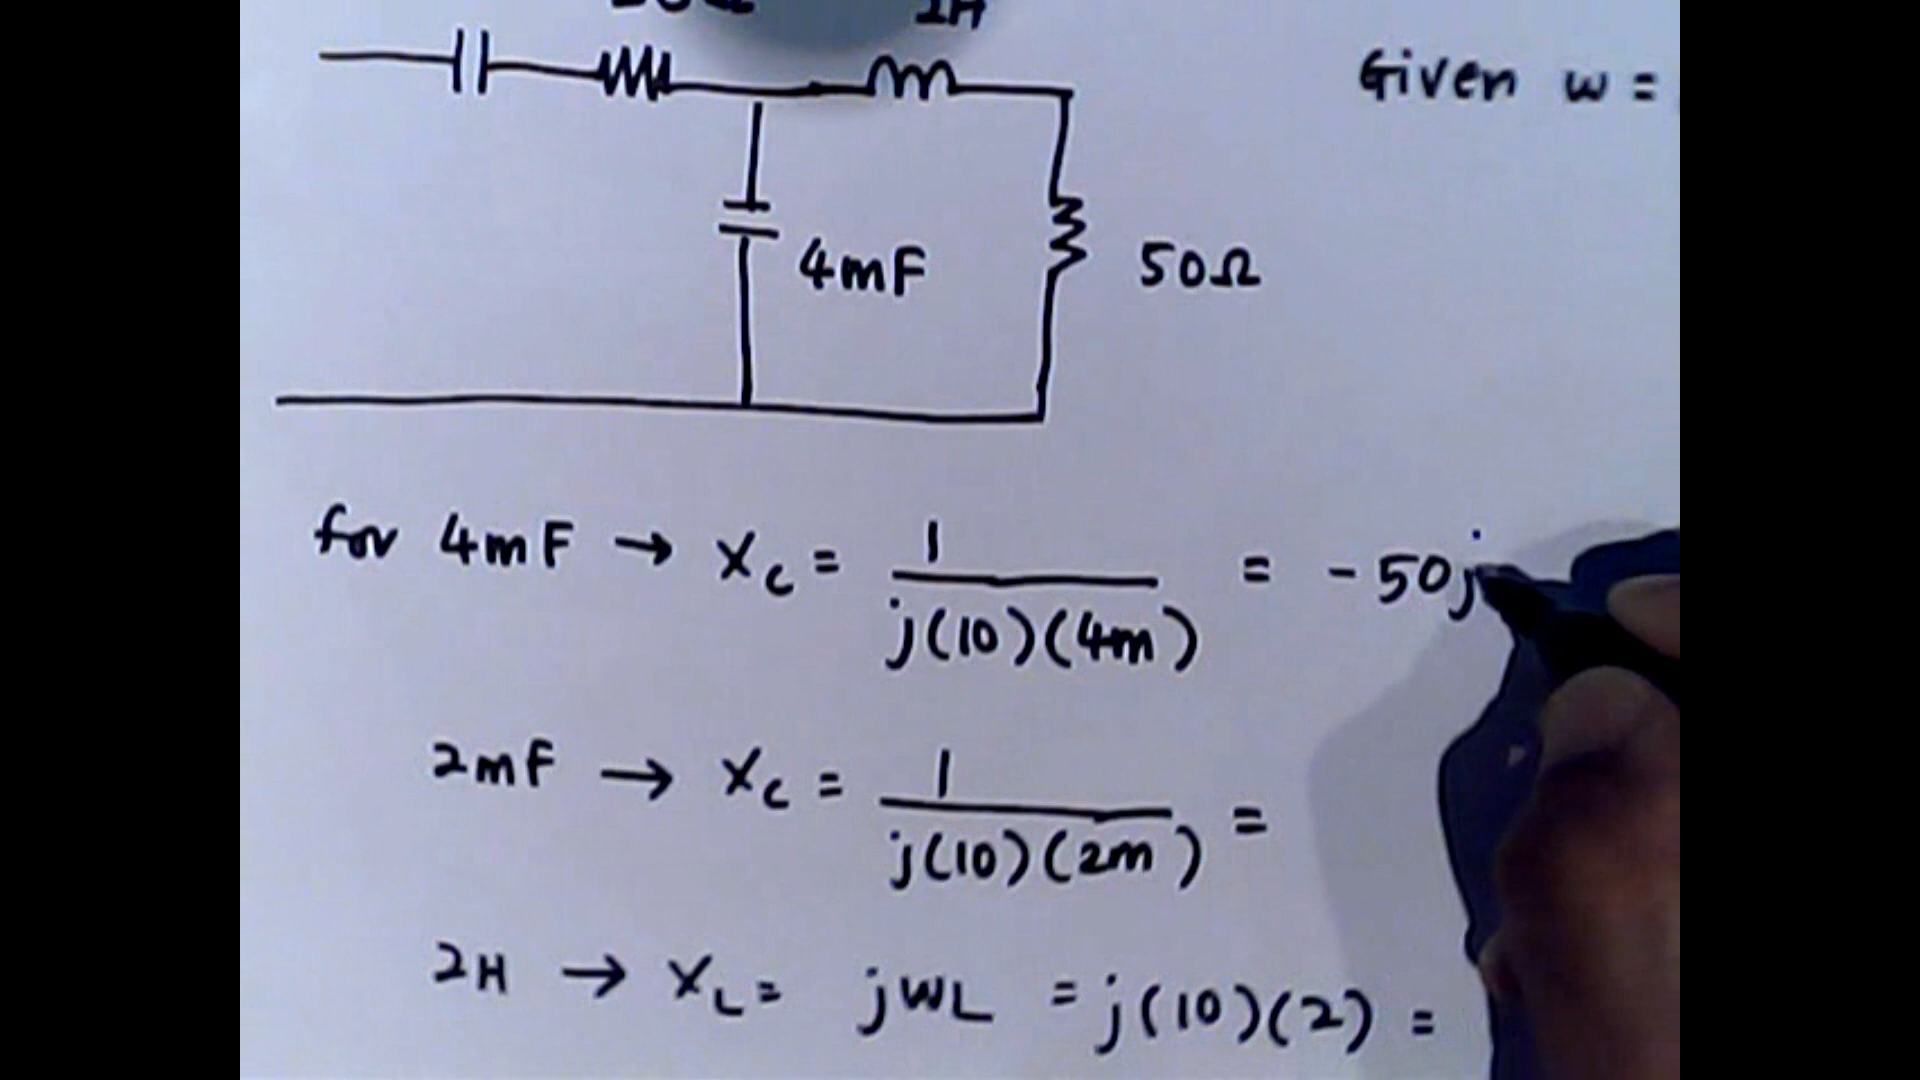 Given w =
4mF
50Ω
for 4mF → Xc = 1 / j(10)(4m) = -50j
2mF → Xc = 1 / j(10)(2m) =
2H → XL = jwL = j(10)(2) =